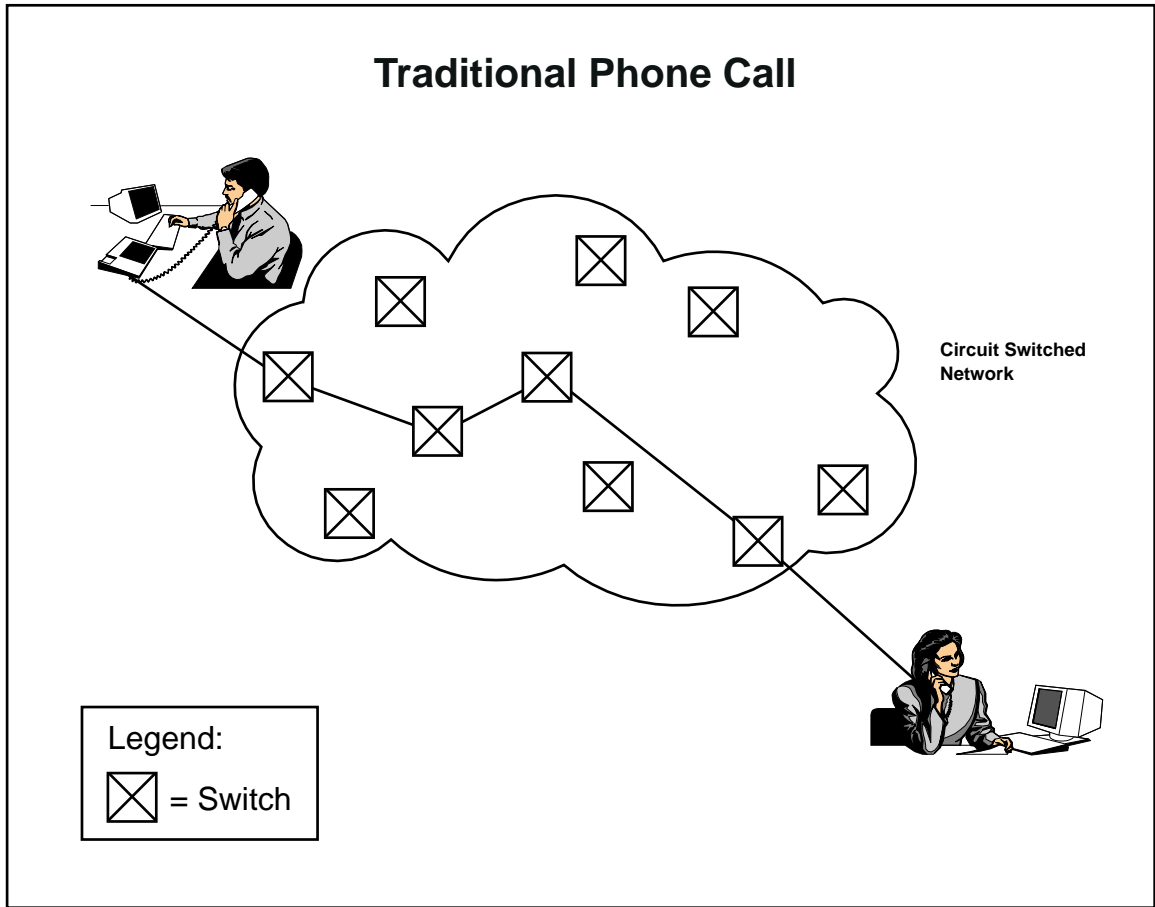 Traditional Phone Call
Circuit Switched
Network
Legend:
= Switch